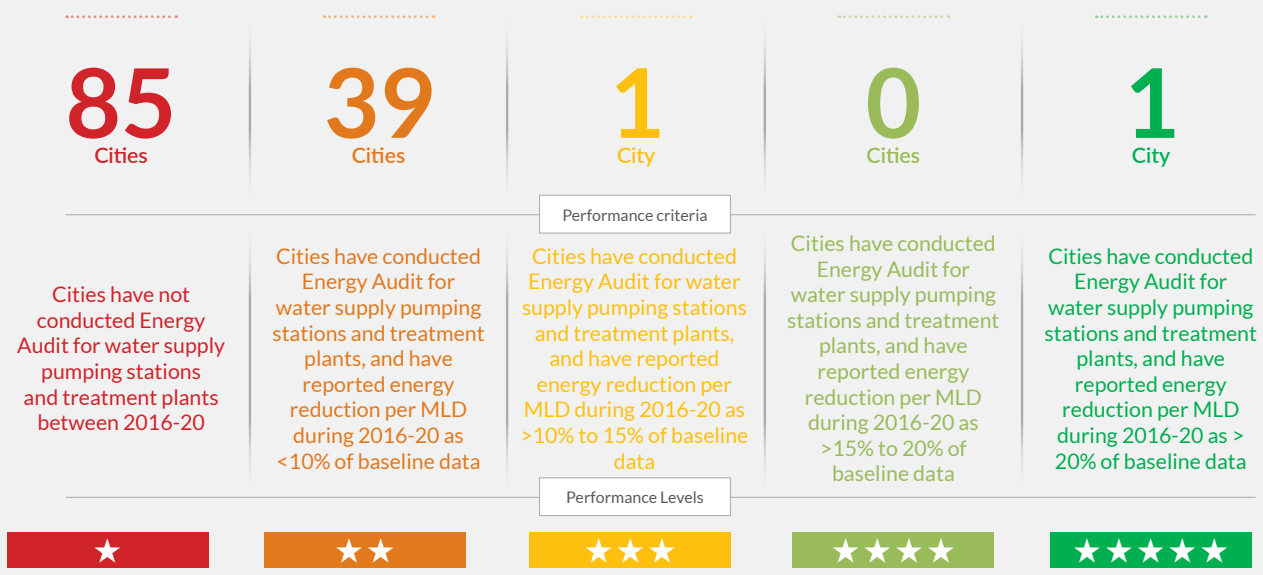 85
Cities
39
Cities
1
City
0
Cities
1
City
Performance criteria
Cities have not
conducted Energy
Audit for water supply
pumping stations
and treatment plants
between 2016-20
Cities have conducted
Energy Audit for
water supply pumping
stations and treatment
plants, and have
reported energy
reduction per MLD
during 2016-20 as
<10% of baseline data
Cities have conducted
Energy Audit for water
supply pumping stations
and treatment plants,
and have reported
energy reduction per
MLD during 2016-20 as
>10% to 15% of baseline
data
Cities have conducted
Energy Audit for
water supply pumping
stations and treatment
plants, and have
reported energy
reduction per MLD
during 2016-20 as
>15% to 20% of
baseline data
Cities have conducted
Energy Audit for
water supply pumping
stations and treatment
plants, and have
reported energy
reduction per MLD
during 2016-20 as >
20% of baseline data
Performance Levels